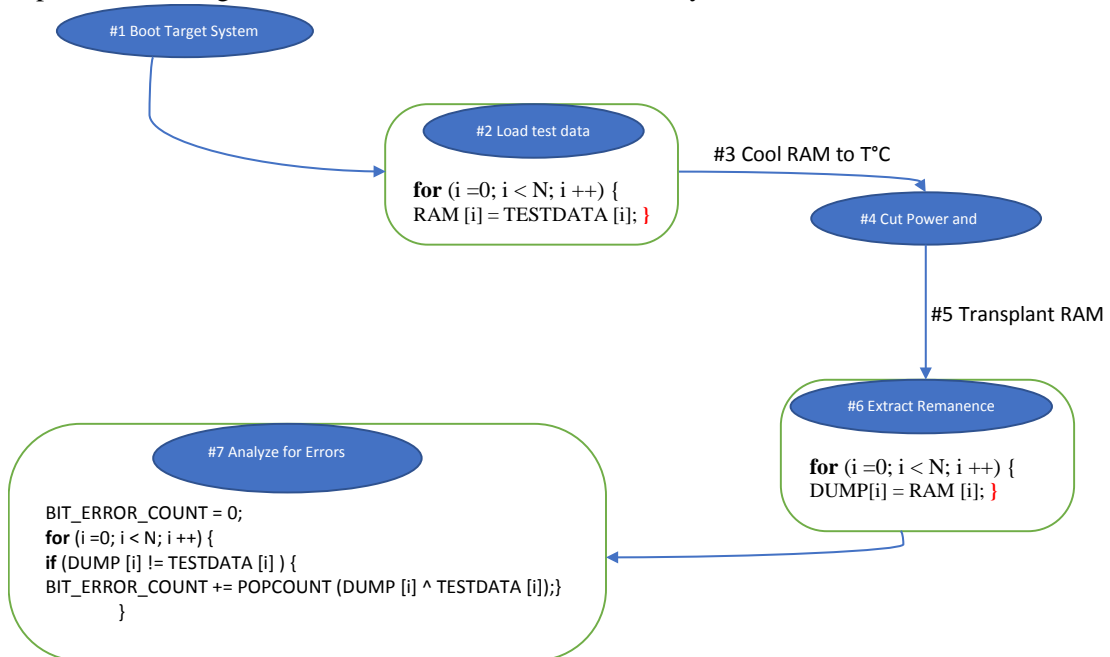 #1 Boot Target System
#2 Load test data
for (i =0; i < N; i ++) {
RAM [i] = TESTDATA [i]; }
#3 Cool RAM to T°C
#4 Cut Power and
#5 Transplant RAM
#6 Extract Remanence
for (i =0; i < N; i ++) {
DUMP[i] = RAM [i]; }
#7 Analyze for Errors
BIT_ERROR_COUNT = 0;
for (i =0; i < N; i ++) {
if (DUMP [i] != TESTDATA [i] ) {
BIT_ERROR_COUNT += POPCOUNT (DUMP [i] ^ TESTDATA [i]);}
}